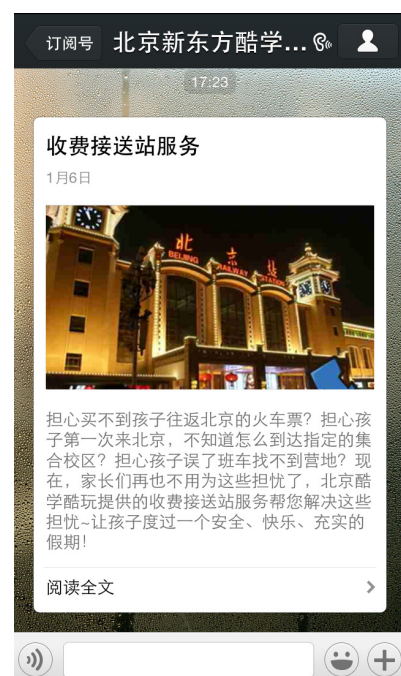 订阅号
北京新东方酷学...
17:23
收费接送站服务
1月6日
北京站
BEIJING RAILWAY STATION
担心买不到孩子往返北京的火车票？担心孩
子第一次来北京，不知道怎么到达指定的集
合校区？担心孩子误了班车找不到营地？现
在，家长们再也不用为这些担忧了，北京酷
学酷玩提供的收费接送站服务帮您解决这些
担忧~让孩子度过一个安全、快乐、充实的
假期！
阅读全文